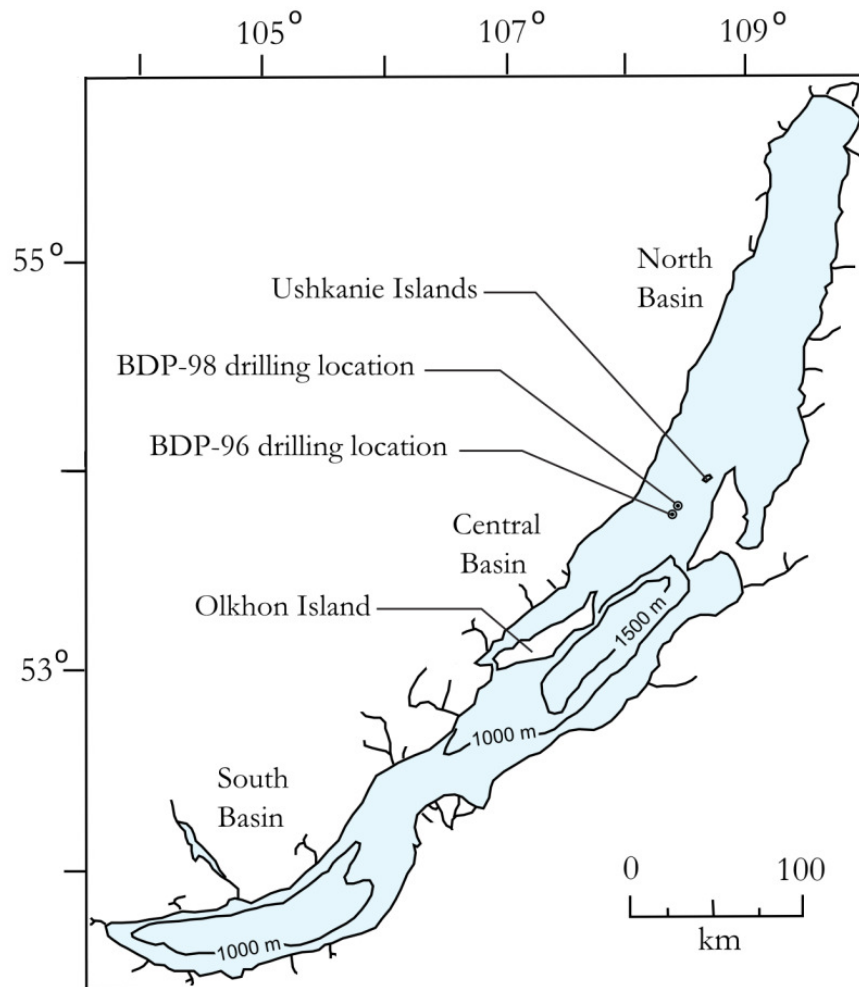 105°
107°
109°
55°
North
Basin
Ushkanie Islands
BDP-98 drilling location
BDP-96 drilling location
Central
Basin
Olkhon Island
1500 m
53°
1000 m
South
Basin
0 100
1000 m
km